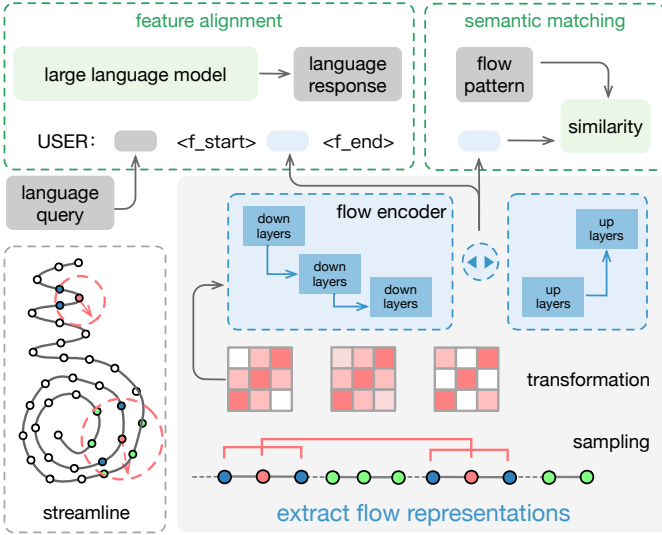 feature alignment
semantic matching
large language model
language
response
flow
pattern
similarity
USER:
<f_start>
<f_end>
language
query
flow encoder
down
layers
down
layers
down
layers
up
layers
up
layers
transformation
sampling
streamline
extract flow representations